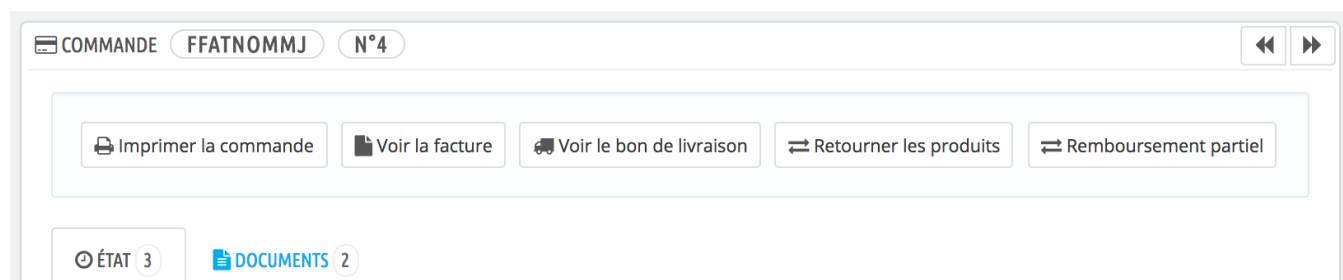 COMMANDE FFATNOMMJ N°4
Imprimer la commande Voir la facture Voir le bon de livraison Retourner les produits Remboursement partiel
ÉTAT 3 DOCUMENTS 2